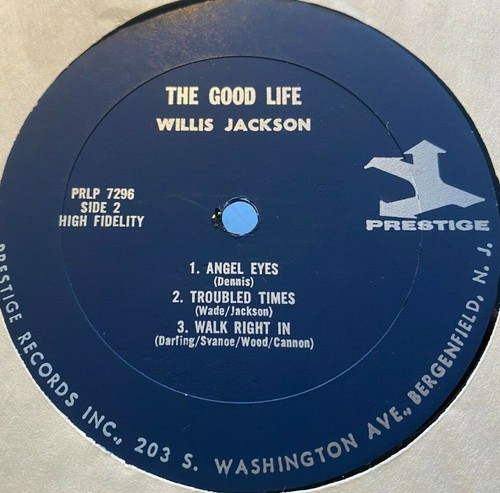 THE GOOD LIFE
WILLIS JACKSON
PRLP 7296
SIDE 2
HIGH FIDELITY
PRESTIGE
1. ANGEL EYES
(Dennis)
2. TROUBLED TIMES
(Wade/Jackson)
3. WALK RIGHT IN
(Darling/Svanoe/Wood/Cannon)
PRESTIGE RECORDS INC., 203 S. WASHINGTON AVE., BERGENFIELD, N. J.